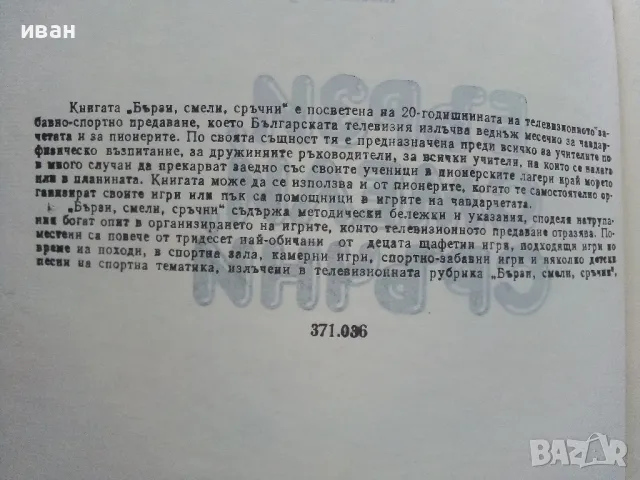 иван
Книгата „Бързи, смели, сръчни“ е посветена на 20-годишнината на телевизионното за-
бавно-спортно предаване, което Българската телевизия излъчва веднъж месечно за чавдар-
четата и за пионерите. По своята същност тя е предназначена преди всичко за учителите по
физическо възпитание, за дружинните ръководители, за всички учители, на които се налага
в много случаи да прекарват заедно със своите ученици в пионерските лагери край морето
или в планината. Книгата може да се използва и от пионерите, когато те самостоятелно ор-
ганизират своите игри или пък са помощници в игрите на чавдарчетата.
„Бързи, смели, сръчни“ съдържа методически бележки и указания, споделя натрупа-
ния богат опит в организирането на игрите, които телевизионното предаване отразява. По-
местени са повече от тридесет най-обичани от децата щафетни игри, подходящи игри во
време на походи, в спортна зала, камерни игри, спортно-забавни игри и няколко детски
песни на спортна тематика, излъчени в телевизионната рубрика „Бързи, смели, сръчни“.
371.036
BAZAR